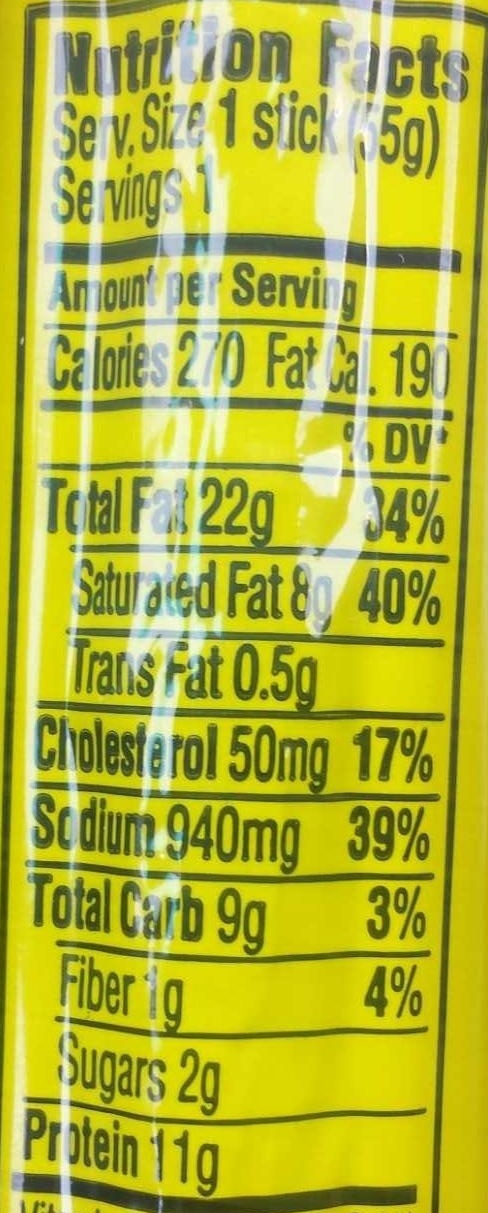 Nutrition Facts
Serv. Size 1 stick (55g)
Servings 1
Amount per Serving
Calories 270 Fat Cal. 190
% DV*
Total Fat 22g 34%
Saturated Fat 8g 40%
Trans Fat 0.5g
Cholesterol 50mg 17%
Sodium 940mg 39%
Total Carb 9g 3%
Fiber 1g 4%
Sugars 2g
Protein 11g